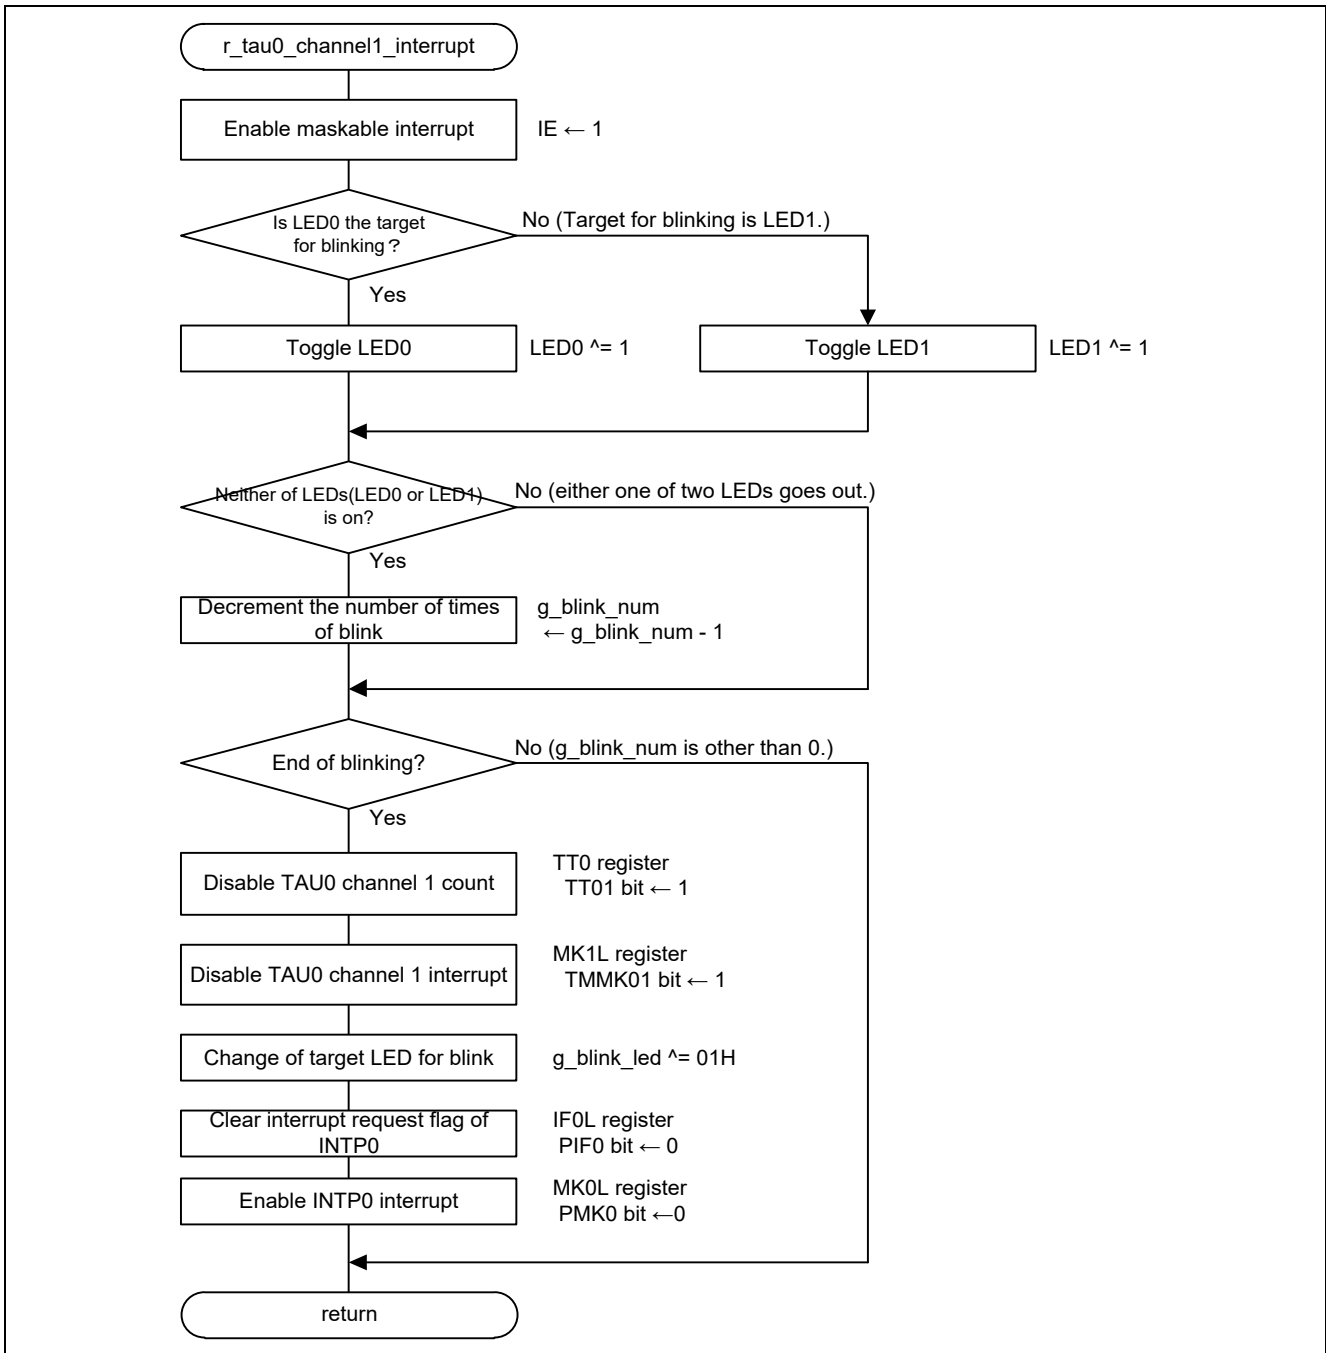 r_tau0_channel1_interrupt
Enable maskable interrupt
IE ← 1
Is LED0 the target
for blinking？
No (Target for blinking is LED1.)
Yes
Toggle LED0
LED0 ^= 1
Toggle LED1
LED1 ^= 1
Neither of LEDs(LED0 or LED1)
is on?
No (either one of two LEDs goes out.)
Yes
Decrement the number of times
of blink
g_blink_num
← g_blink_num - 1
End of blinking?
No (g_blink_num is other than 0.)
Yes
Disable TAU0 channel 1 count
TT0 register
TT01 bit ← 1
Disable TAU0 channel 1 interrupt
MK1L register
TMMK01 bit ← 1
Change of target LED for blink
g_blink_led ^= 01H
Clear interrupt request flag of
INTP0
IF0L register
PIF0 bit ← 0
Enable INTP0 interrupt
MK0L register
PMK0 bit ←0
return